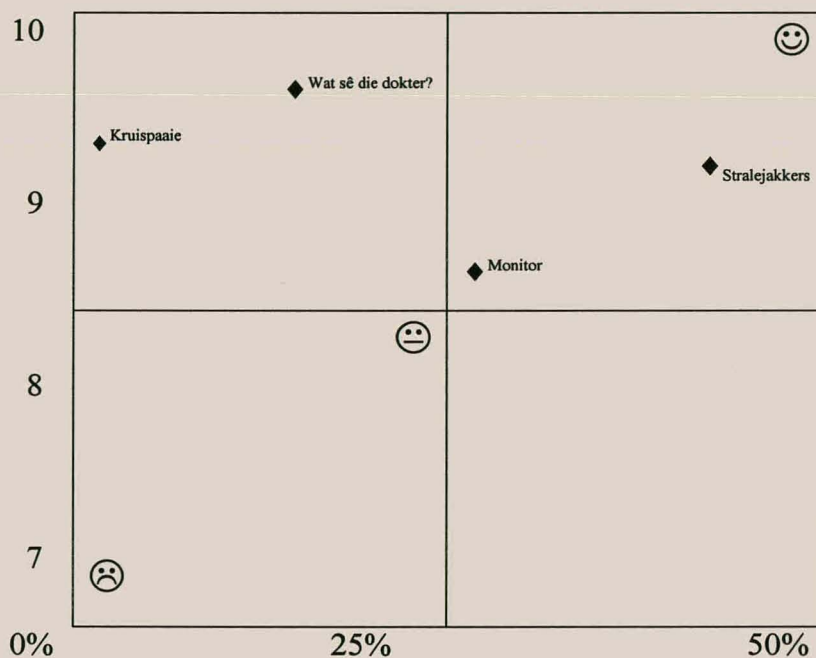 10
Wat sê die dokter?
Kruispaaie
9
Stralejakkers
Monitor
8
7
0% 25% 50%